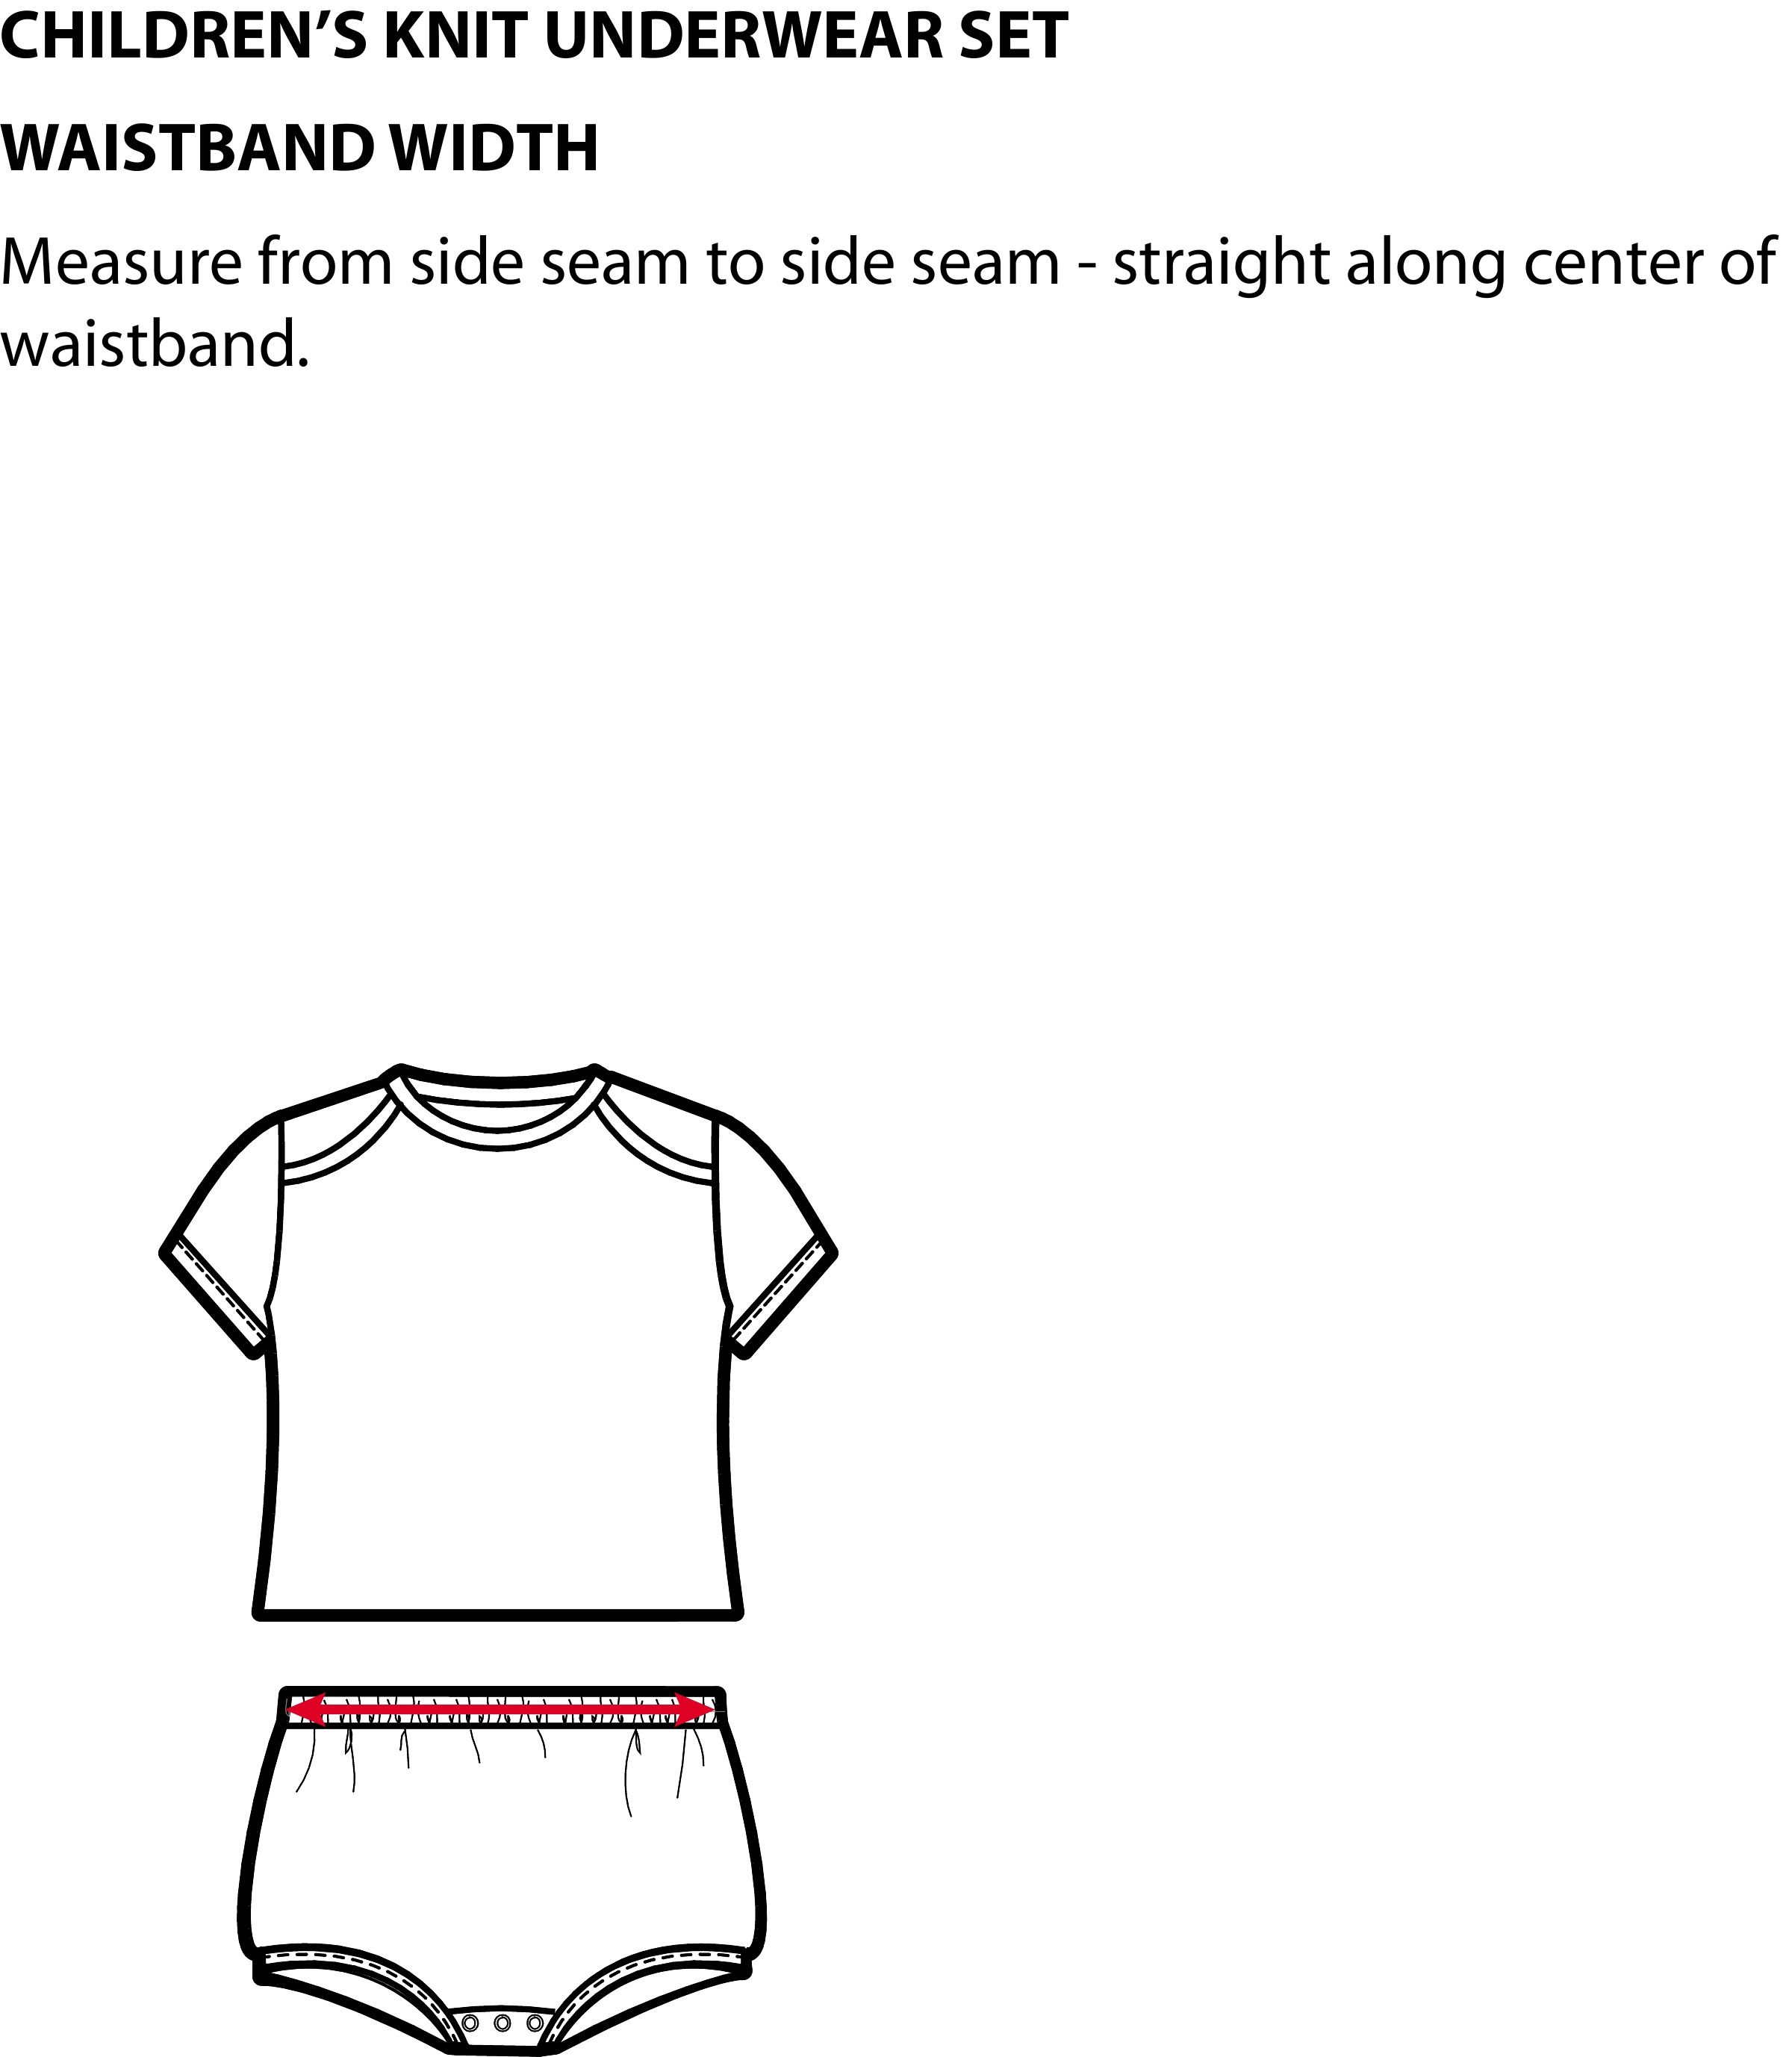 CHILDREN’S KNIT UNDERWEAR SET
WAISTBAND WIDTH
Measure from side seam to side seam - straight along center of
waistband.